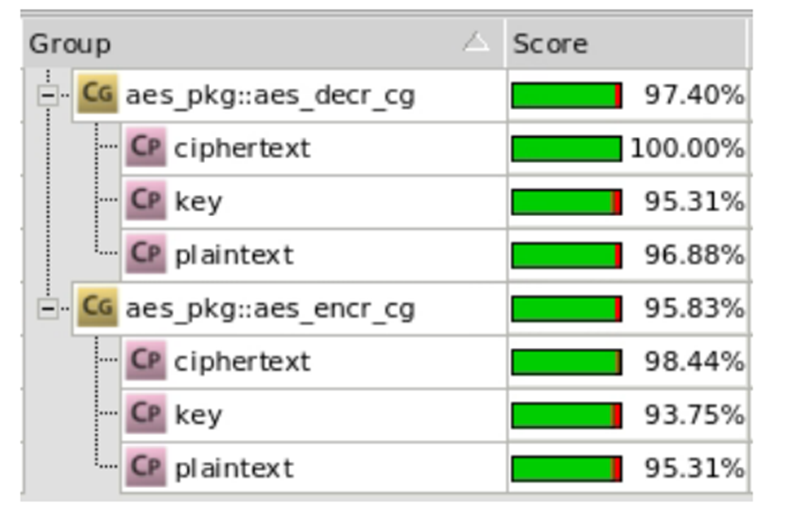 Group Score
CG aes_pkg::aes_decr_cg 97.40%
CP ciphertext 100.00%
CP key 95.31%
CP plaintext 96.88%
CG aes_pkg::aes_encr_cg 95.83%
CP ciphertext 98.44%
CP key 93.75%
CP plaintext 95.31%